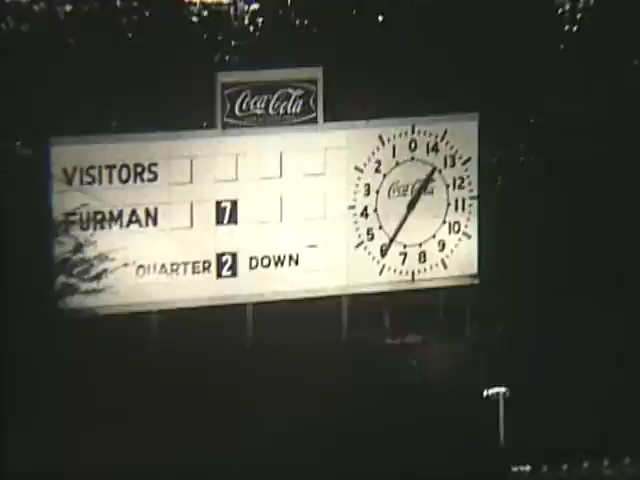 Coca-Cola
VISITORS
FURMAN 7
QUARTER 2 DOWN
0 14 13 12 11 10 9 8 7 6 5 4 3 2 1
Coca-Cola